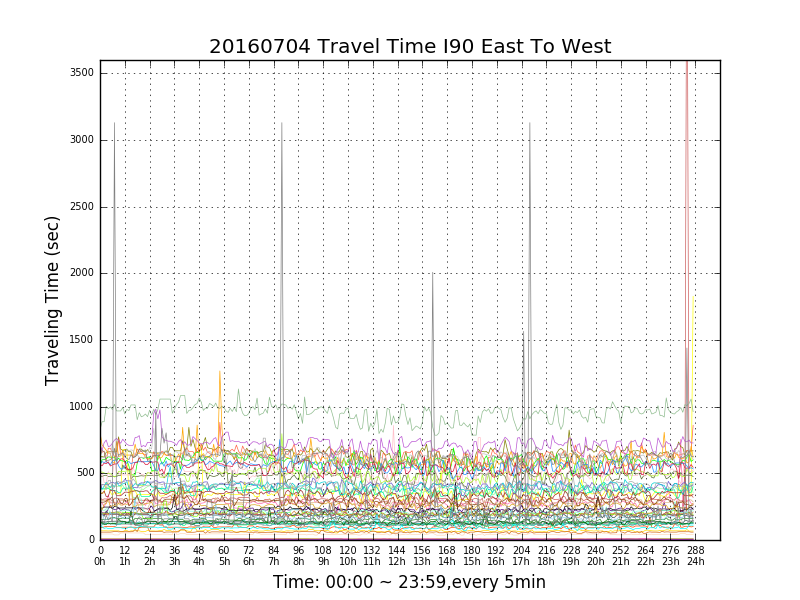 20160704 Travel Time I90 East To West
Traveling Time (sec)
3500
3000
2500
2000
1500
1000
500
0
0 12 24 36 48 60 72 84 96 108 120 132 144 156 168 180 192 204 216 228 240 252 264 276 288
0h 1h 2h 3h 4h 5h 6h 7h 8h 9h 10h 11h 12h 13h 14h 15h 16h 17h 18h 19h 20h 21h 22h 23h 24h
Time: 00:00 ~ 23:59,every 5min